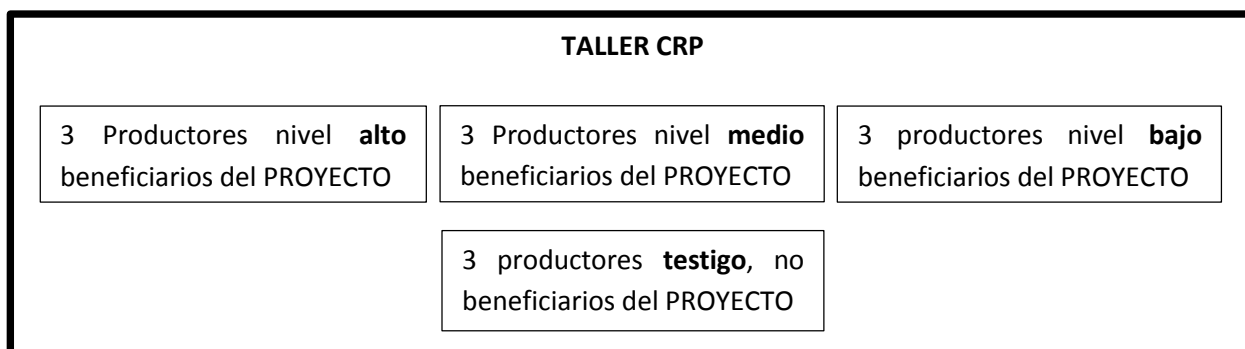 TALLER CRP
3 Productores nivel alto
beneficiarios del PROYECTO
3 Productores nivel medio
beneficiarios del PROYECTO
3 productores nivel bajo
beneficiarios del PROYECTO
3 productores testigo, no
beneficiarios del PROYECTO